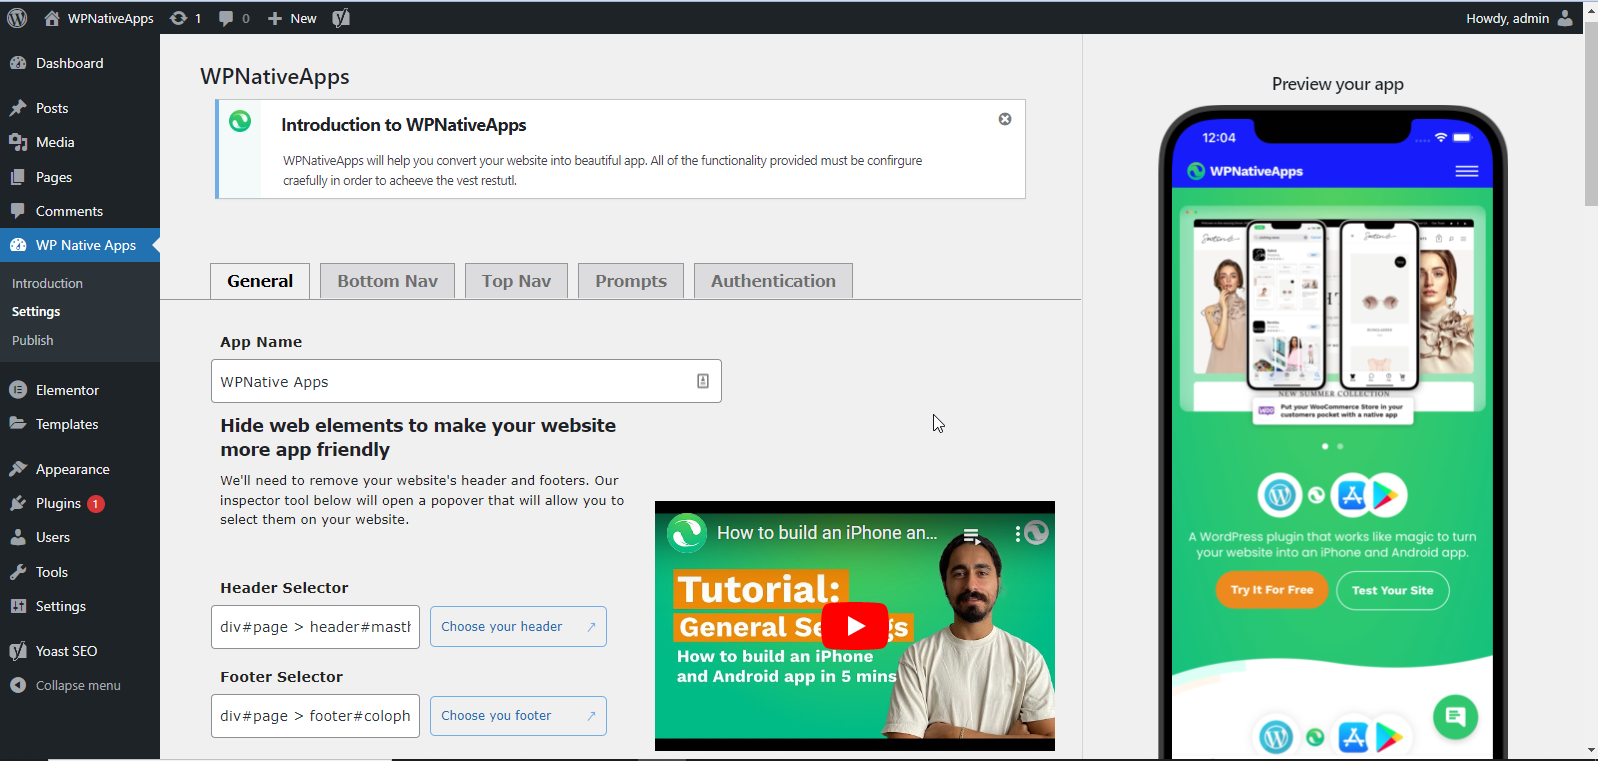 WPNativeApps
1
0
New
Howdy, admin
Dashboard
Posts
Media
Pages
Comments
WP Native Apps
Introduction
Settings
Publish
Elementor
Templates
Appearance
Plugins 1
Users
Tools
Settings
Yoast SEO
Collapse menu
WPNativeApps
Introduction to WPNativeApps
WPNativeApps will help you convert your website into beautiful app. All of the functionality provided must be confirgure
craefully in order to acheeve the vest restutl.
General
Bottom Nav
Top Nav
Prompts
Authentication
App Name
WPNative Apps
Hide web elements to make your website
more app friendly
We'll need to remove your website's header and footers. Our
inspector tool below will open a popover that will allow you to
select them on your website.
Header Selector
div#page > header#masth
Choose your header
Footer Selector
div#page > footer#coloph
Choose you footer
How to build an iPhone an...
Tutorial:
General Se
gs
How to build an iPhone
and Android app in 5 mins
Preview your app
12:04
WPNativeApps
NEW SUMMER COLLECTION
Put your WooCommerce Store in your
customers pocket with a native app
A WordPress plugin that works like magic to turn
your website into an iPhone and Android app.
Try It For Free
Test Your Site